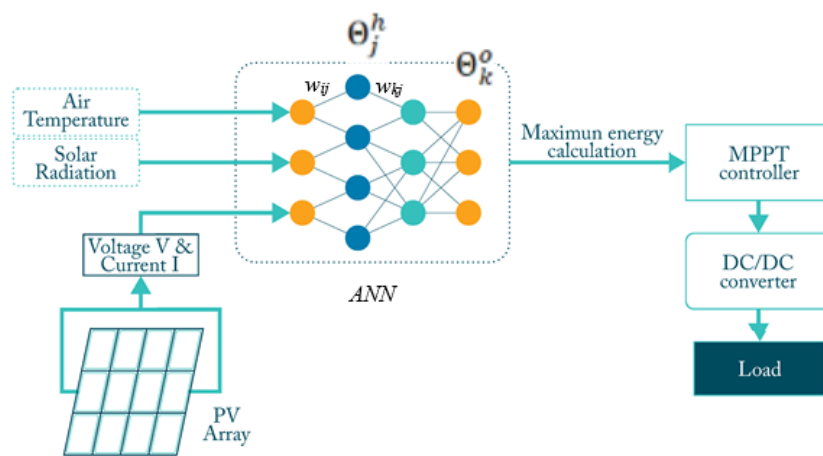 Θ_j^h
Θ_k^o
w_ij
w_kj
Air
Temperature
Solar
Radiation
Maximun energy
calculation
MPPT
controller
Voltage V &
Current I
DC/DC
converter
ANN
Load
PV
Array